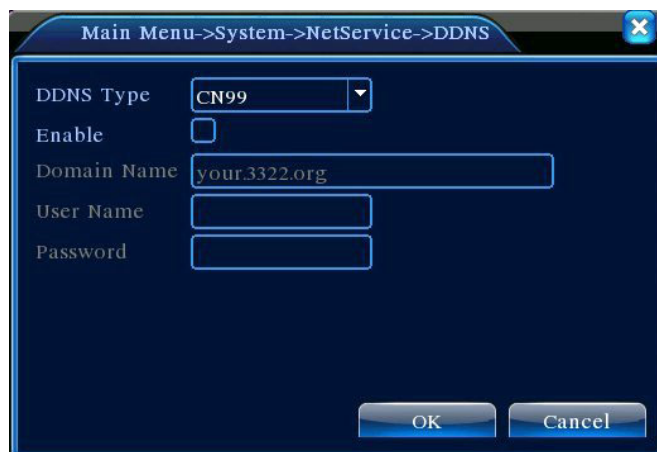 Main Menu->System->NetService->DDNS
DDNS Type CN99
Enable
Domain Name your.3322.org
User Name
Password
OK Cancel